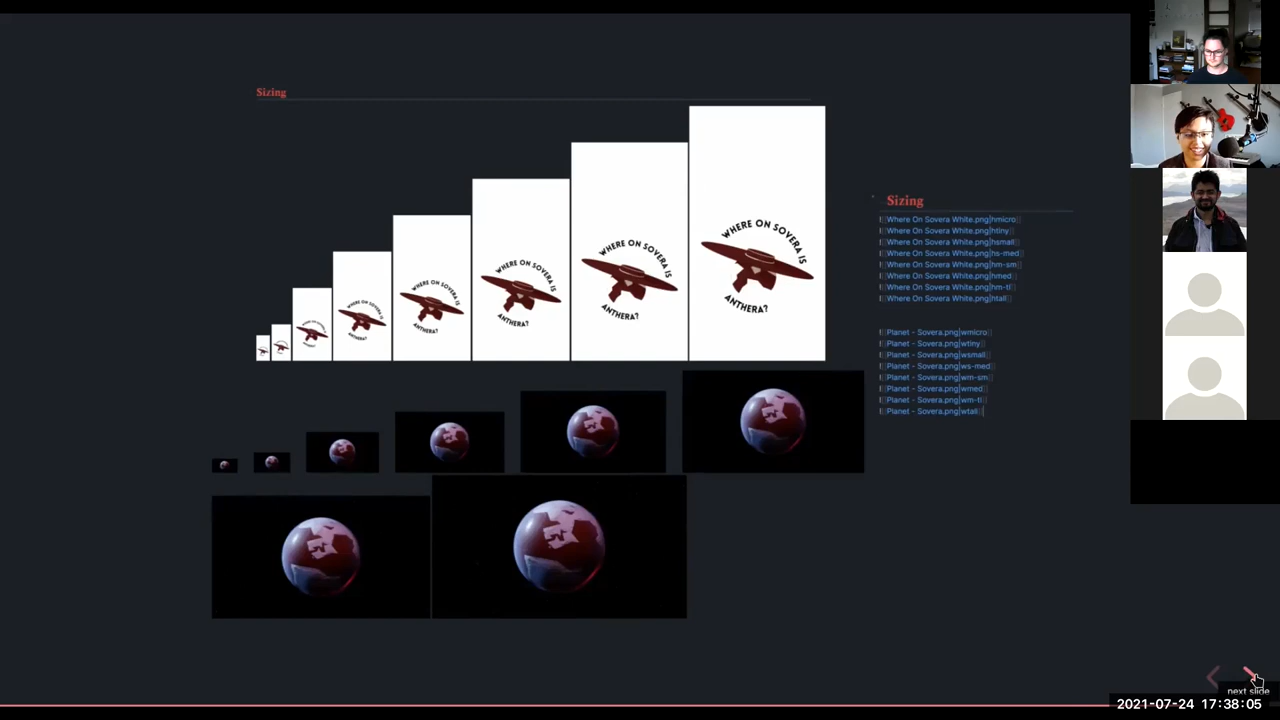 Sizing
WHERE ON SOVERA IS
ANTHERA?
WHERE ON SOVERA IS
ANTHERA?
WHERE ON SOVERA IS
ANTHERA?
WHERE ON SOVERA IS
ANTHERA?
WHERE ON SOVERA IS
ANTHERA?
Sizing
![[Where On Sovera White.png|hmicro]]
![[Where On Sovera White.png|htiny]]
![[Where On Sovera White.png|hsmall]]
![[Where On Sovera White.png|hs-med]]
![[Where On Sovera White.png|hm-sm]]
![[Where On Sovera White.png|hmed]]
![[Where On Sovera White.png|hm-tl]]
![[Where On Sovera White.png|htall]]
![[Planet - Sovera.png|wmicro]]
![[Planet - Sovera.png|wtiny]]
![[Planet - Sovera.png|wsmall]]
![[Planet - Sovera.png|ws-med]]
![[Planet - Sovera.png|wm-sm]]
![[Planet - Sovera.png|wmed]]
![[Planet - Sovera.png|wm-tl]]
![[Planet - Sovera.png|wtall]]
next slide
2021-07-24 17:38:05